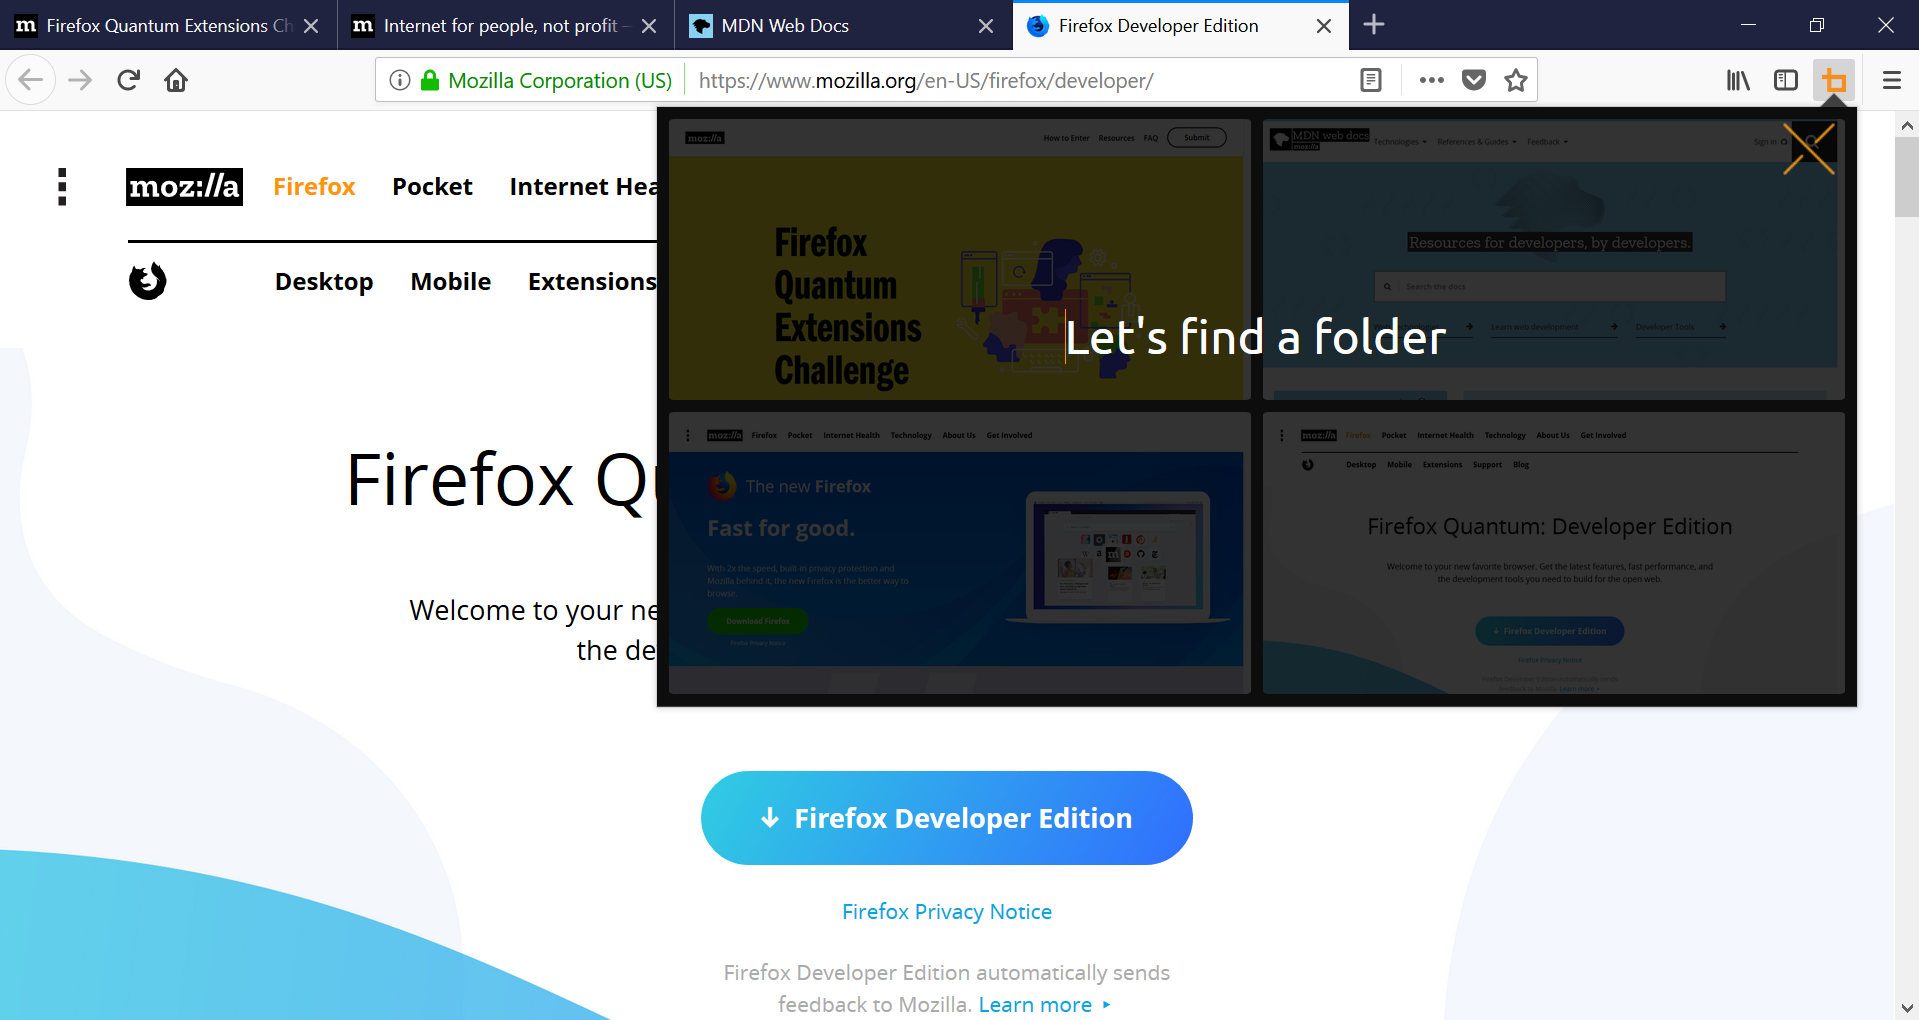 Firefox Quantum Extensions Ch
Internet for people, not profit –
MDN Web Docs
Firefox Developer Edition
Mozilla Corporation (US)
https://www.mozilla.org/en-US/firefox/developer/
moz://a
Firefox
Pocket
Internet Hea
Desktop
Mobile
Extensions
Firefox Qu
Welcome to your ne
the de
moz://a
How to Enter
Resources
FAQ
Submit
Firefox
Quantum
Extensions
Challenge
MDN web docs
moz://a
Technologies
References & Guides
Feedback
Sign in
Resources for developers, by developers.
Search the docs
Learn web development
Developer Tools
Let's find a folder
moz://a
Firefox
Pocket
Internet Health
Technology
About Us
Get Involved
The new Firefox
Fast for good.
With 2x the speed, built-in privacy protection and
Mozilla behind it, the new Firefox is the better way to
browse.
Download Firefox
Firefox Privacy Notice
moz://a
Firefox
Pocket
Internet Health
Technology
About Us
Get Involved
Desktop
Mobile
Extensions
Support
Blog
Firefox Quantum: Developer Edition
Welcome to your new favorite browser. Get the latest features, fast performance, and
the development tools you need to build for the open web.
Firefox Developer Edition
Firefox Privacy Notice
Firefox Developer Edition automatically sends
feedback to Mozilla. Learn more
Firefox Developer Edition
Firefox Privacy Notice
Firefox Developer Edition automatically sends
feedback to Mozilla. Learn more